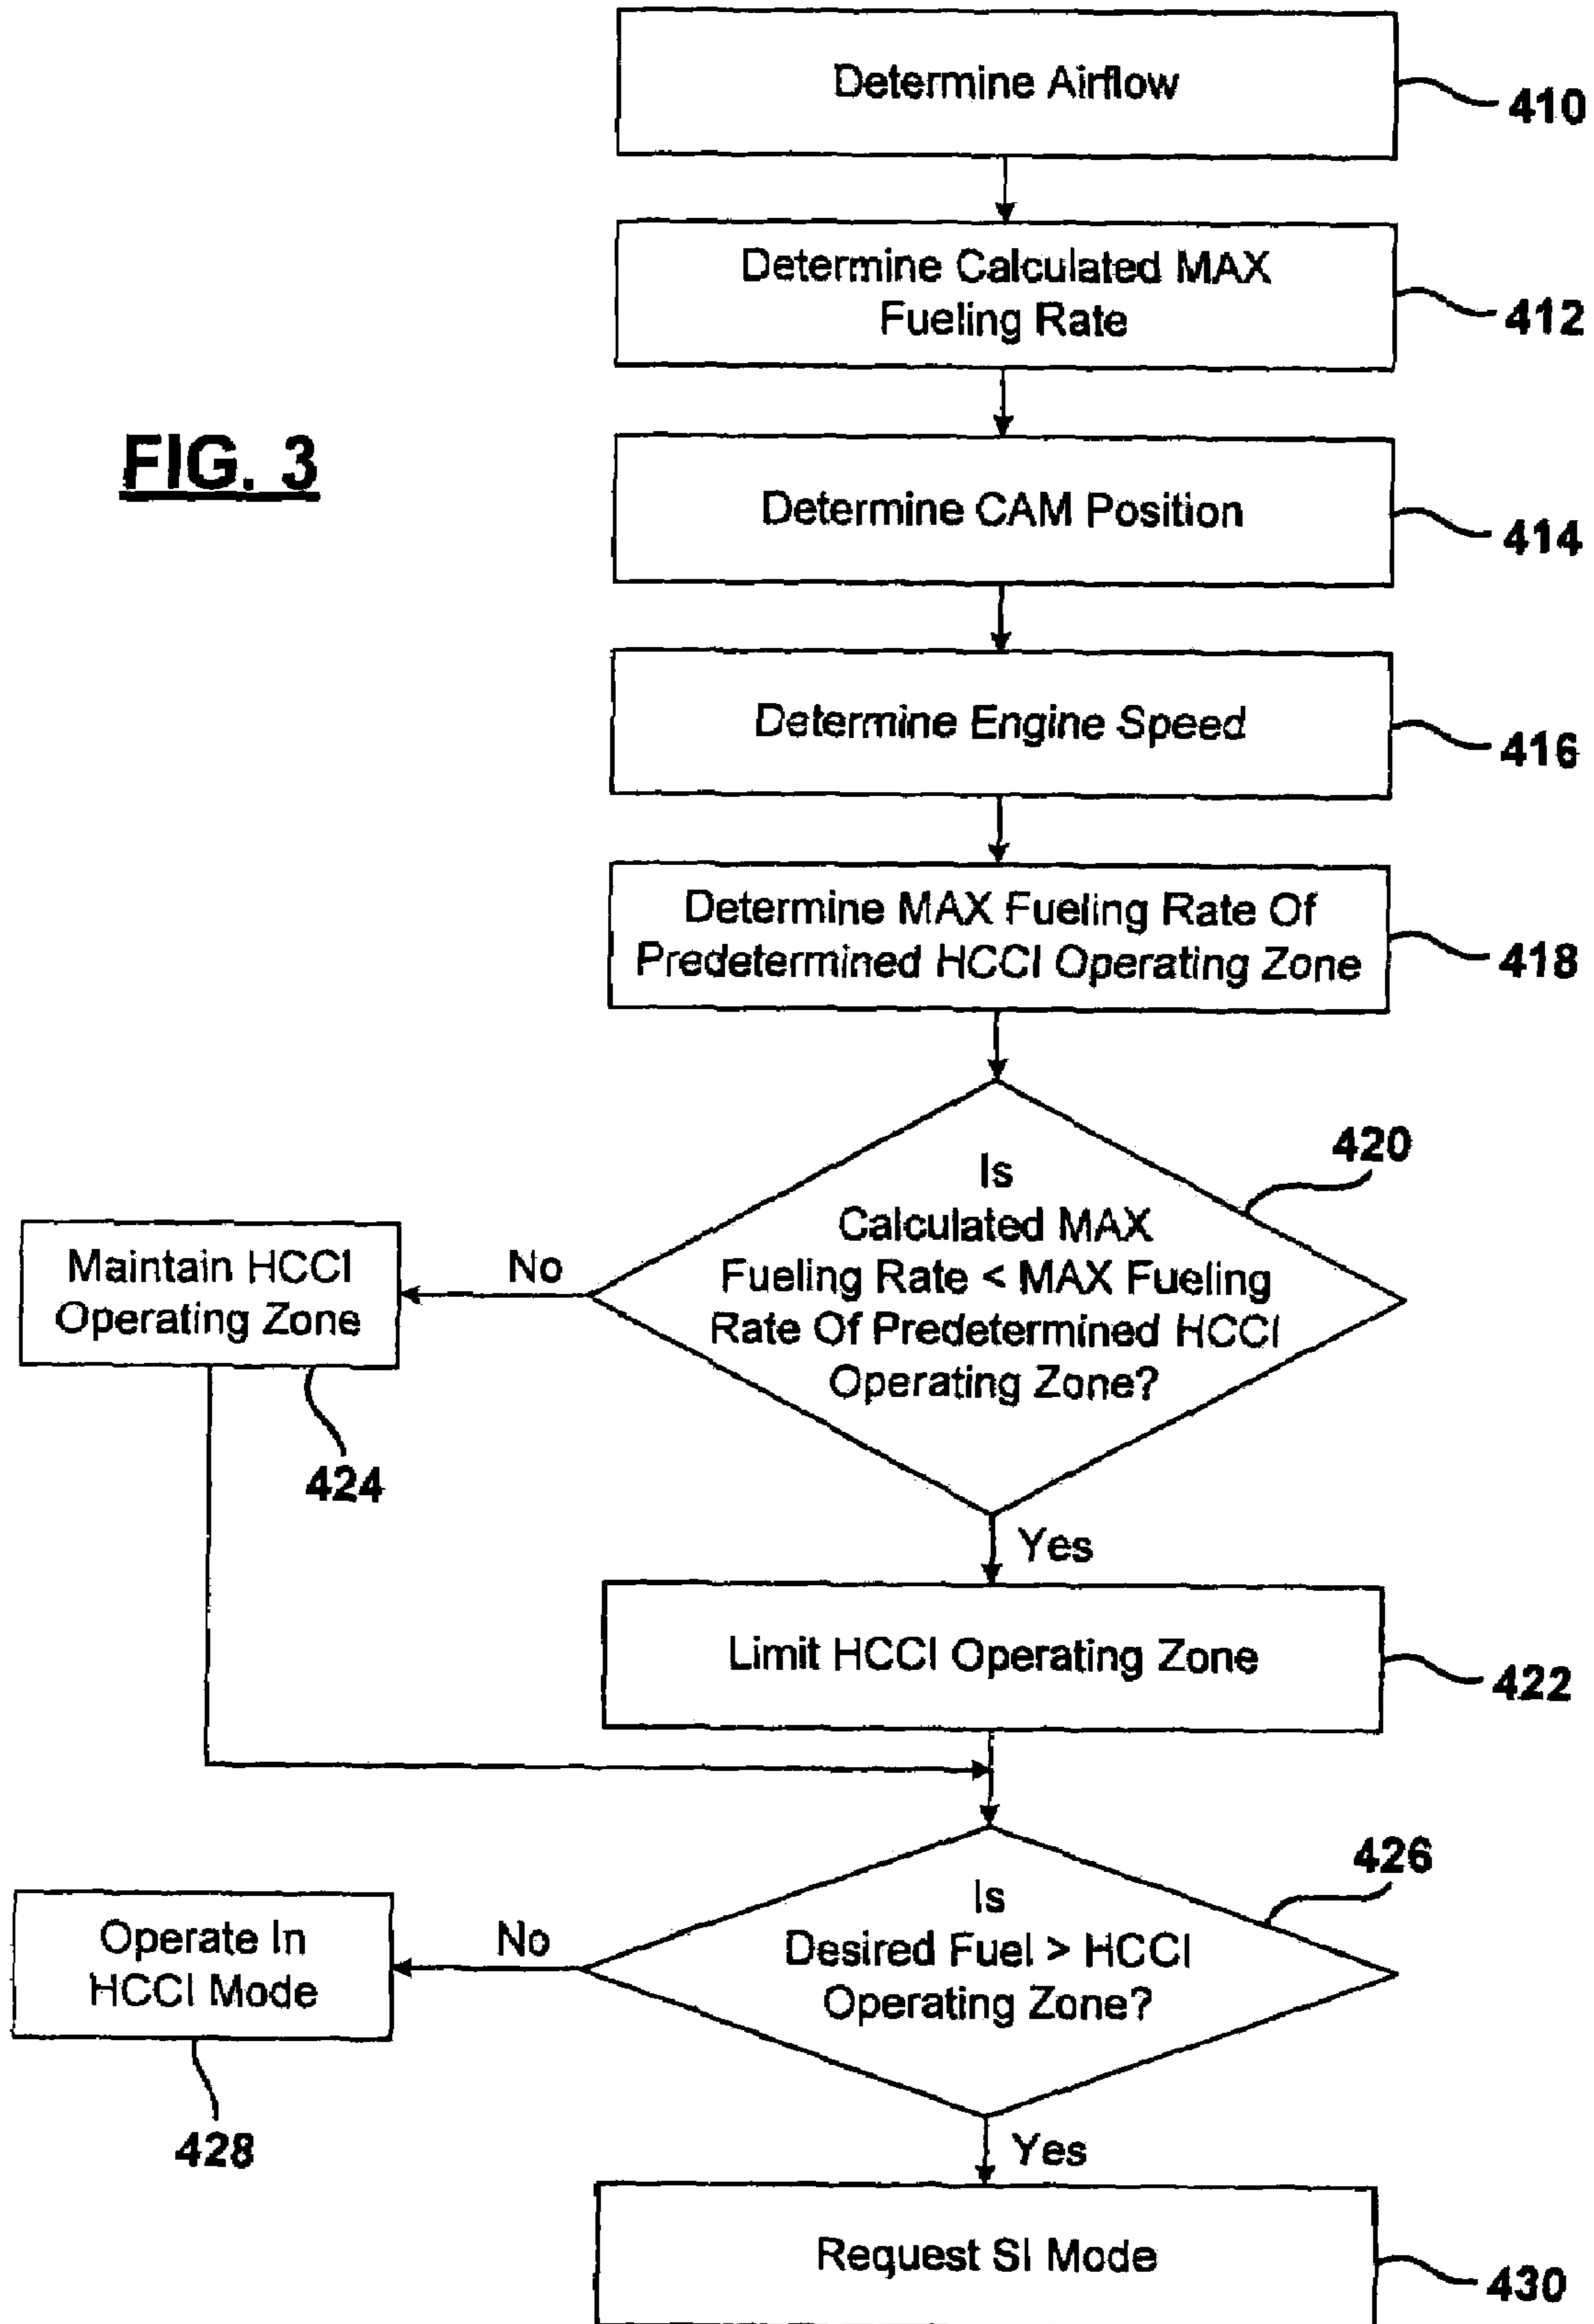 Determine Airflow
410
Determine Calculated MAX
Fueling Rate
412
FIG. 3
Determine CAM Position
414
Determine Engine Speed
416
Determine MAX Fueling Rate Of
Predetermined HCCI Operating Zone
418
420
Is
Calculated MAX
Fueling Rate < MAX Fueling
Rate Of Predetermined HCCI
Operating Zone?
No
Maintain HCCI
Operating Zone
424
Yes
Limit HCCI Operating Zone
422
426
Is
Desired Fuel > HCCI
Operating Zone?
No
Operate In
HCCI Mode
428
Yes
Request SI Mode
430